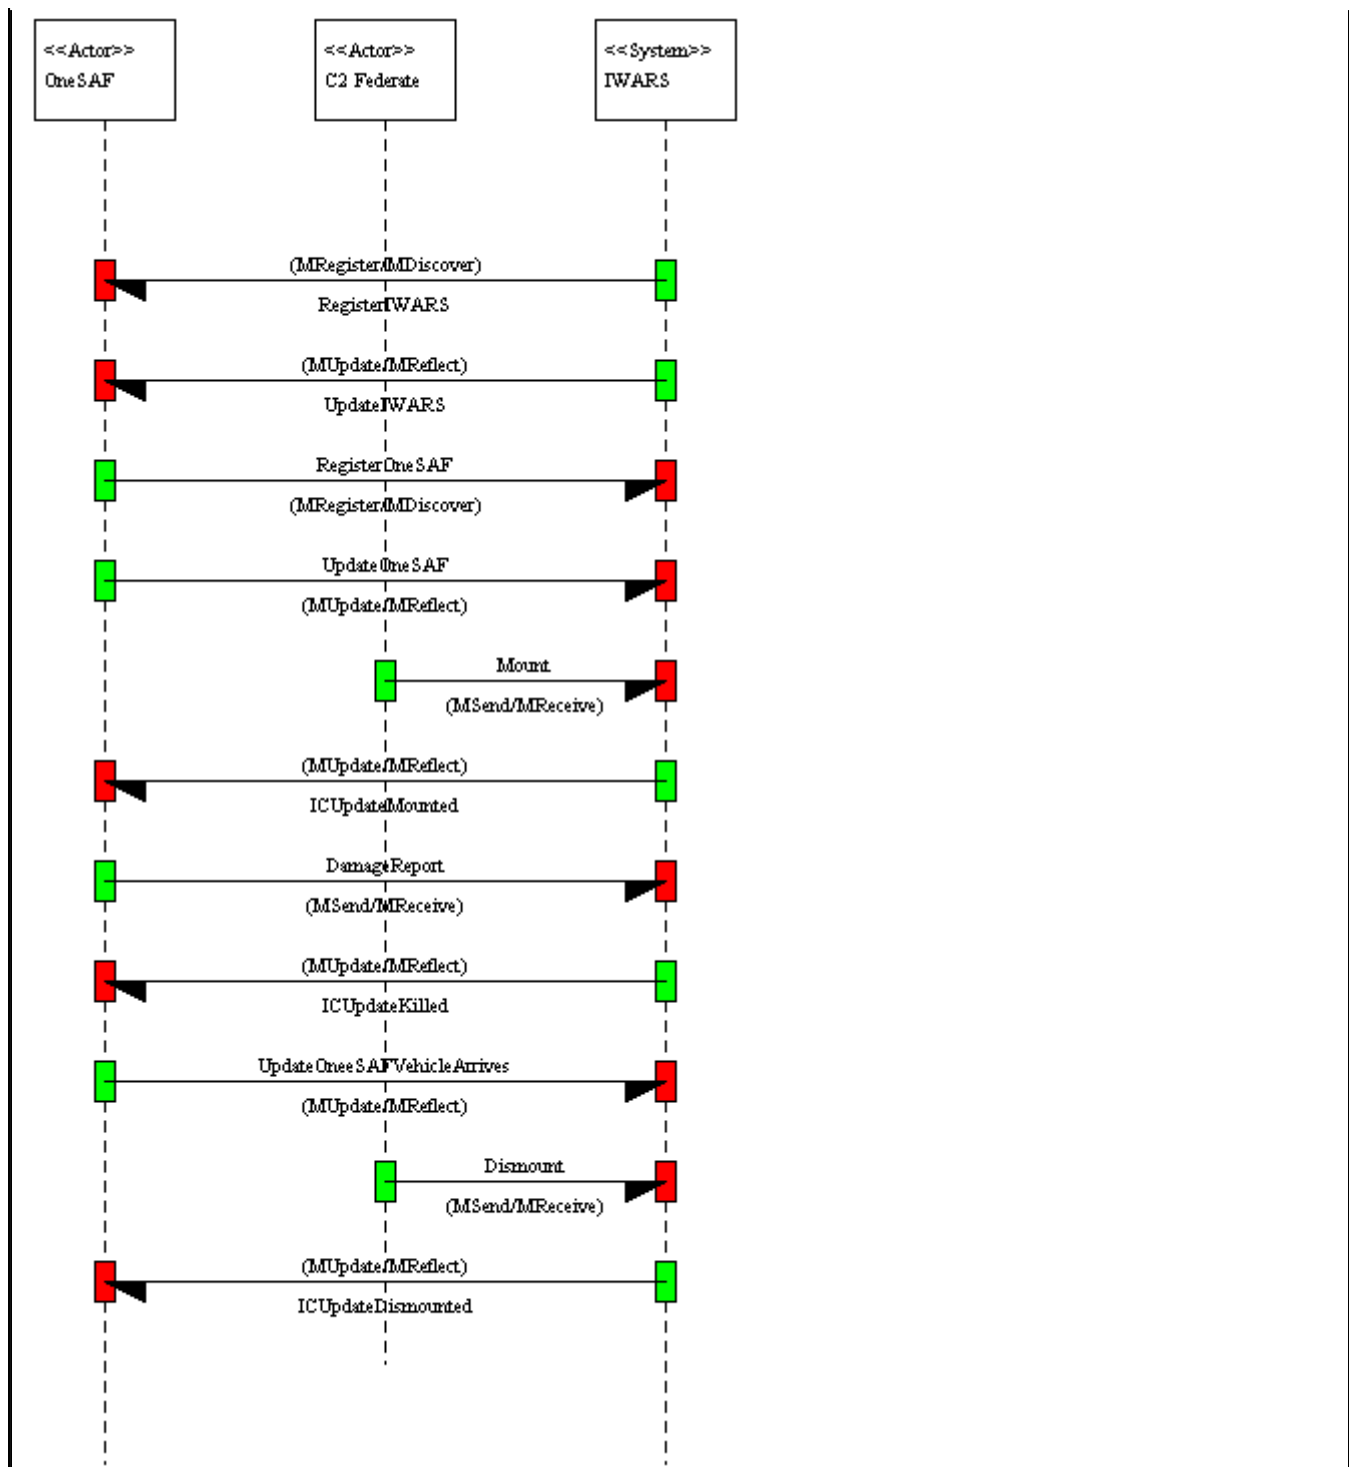 <<Actor>>
OneSAF
<<Actor>>
C2 Federate
<<System>>
IWARS
(MRegister/MDiscover)
RegisterIWARS
(MUpdate/MReflect)
UpdateIWARS
RegisterOneSAF
(MRegister/MDiscover)
UpdateOneSAF
(MUpdate/MReflect)
Mount
(MSend/MReceive)
(MUpdate/MReflect)
ICUpdateMounted
DamageReport
(MSend/MReceive)
(MUpdate/MReflect)
ICUpdateKilled
UpdateOneeSAFVehicleArrives
(MUpdate/MReflect)
Dismount
(MSend/MReceive)
(MUpdate/MReflect)
ICUpdateDismounted